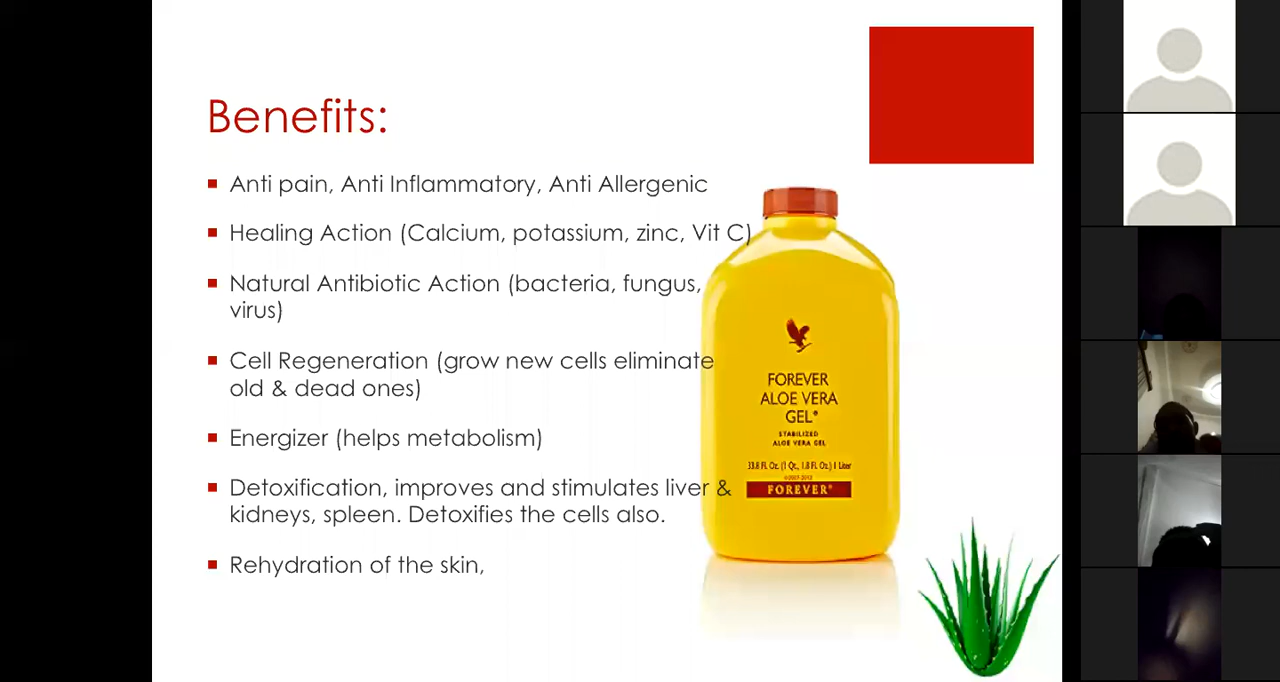 Benefits:
Anti pain, Anti Inflammatory, Anti Allergenic
Healing Action (Calcium, potassium, zinc, Vit C)
Natural Antibiotic Action (bacteria, fungus,
virus)
Cell Regeneration (grow new cells eliminate
old & dead ones)
Energizer (helps metabolism)
Detoxification, improves and stimulates liver &
kidneys, spleen. Detoxifies the cells also.
Rehydration of the skin,
FOREVER
ALOE VERA
GEL®
STABILIZED
ALOE VERA GEL
33.8 Fl. Oz. (1 Qt., 1.8 Fl. Oz.) 1 Liter
FOREVER®